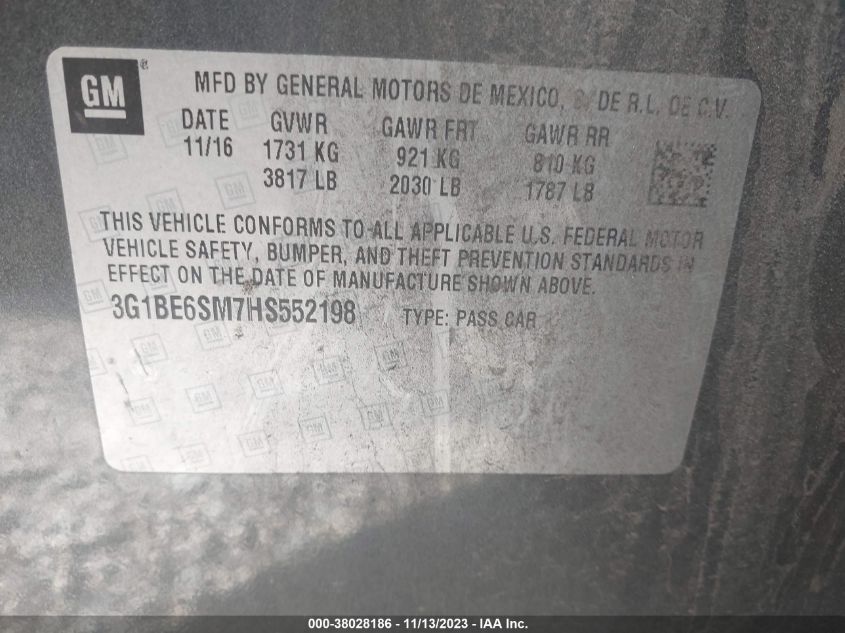 GM
MFD BY GENERAL MOTORS DE MEXICO, S/DE R.L. DE C.V.
DATE GVWR GAWR FRT GAWR RR
11/16 1731 KG 921 KG 810 KG
3817 LB 2030 LB 1787 LB
THIS VEHICLE CONFORMS TO ALL APPLICABLE U.S. FEDERAL MOTOR
VEHICLE SAFETY, BUMPER, AND THEFT PREVENTION STANDARDS IN
EFFECT ON THE DATE OF MANUFACTURE SHOWN ABOVE.
3G1BE6SM7HS552198 TYPE: PASS CAR
000-38028186 - 11/13/2023 - IAA Inc.